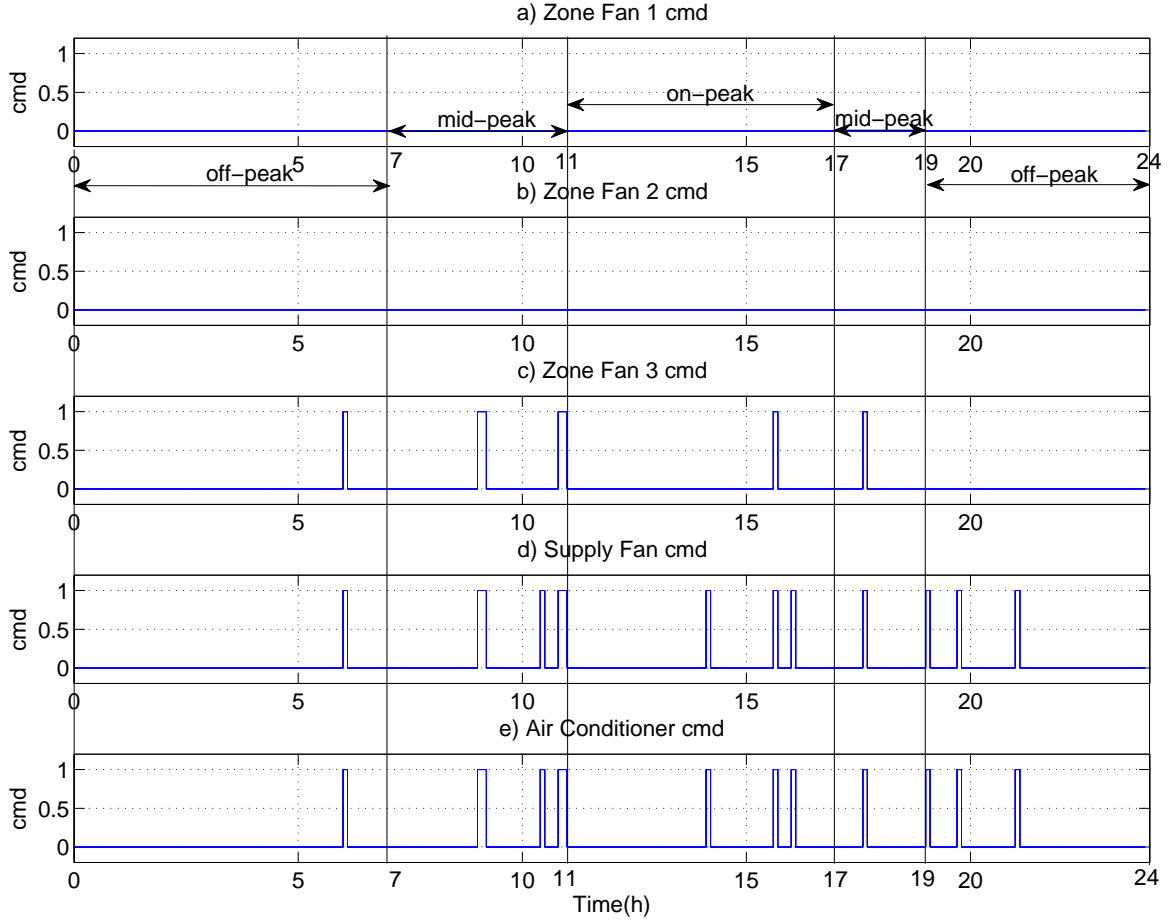 a) Zone Fan 1 cmd
1
0.5
0
cmd
on−peak
mid−peak
mid−peak
0 5 7 10 11 15 17 19 20 24
off−peak
off−peak
b) Zone Fan 2 cmd
1
0.5
0
cmd
5 10 15 20
c) Zone Fan 3 cmd
1
0.5
0
cmd
0 5 10 15 20
d) Supply Fan cmd
1
0.5
0
cmd
0 5 10 15 20
e) Air Conditioner cmd
1
0.5
0
cmd
0 5 7 10 11 15 17 19 20 24
Time(h)